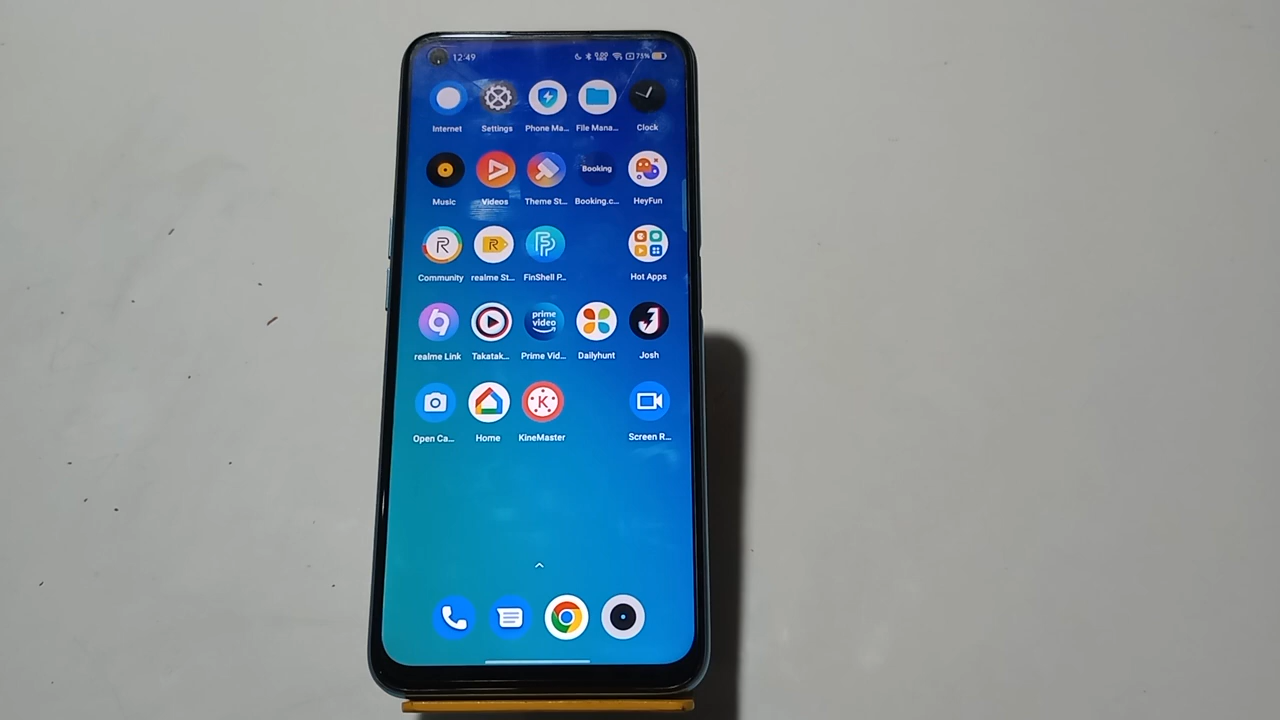 12:49 75%
Internet Settings Phone Ma... File Mana... Clock
Booking
Music Videos Theme St... Booking.c... HeyFun
R R
Community realme St... FinShell P... Hot Apps
prime video
realme Link Takatak... Prime Vid... Dailyhunt Josh
K
Open Ca... Home KineMaster Screen R...